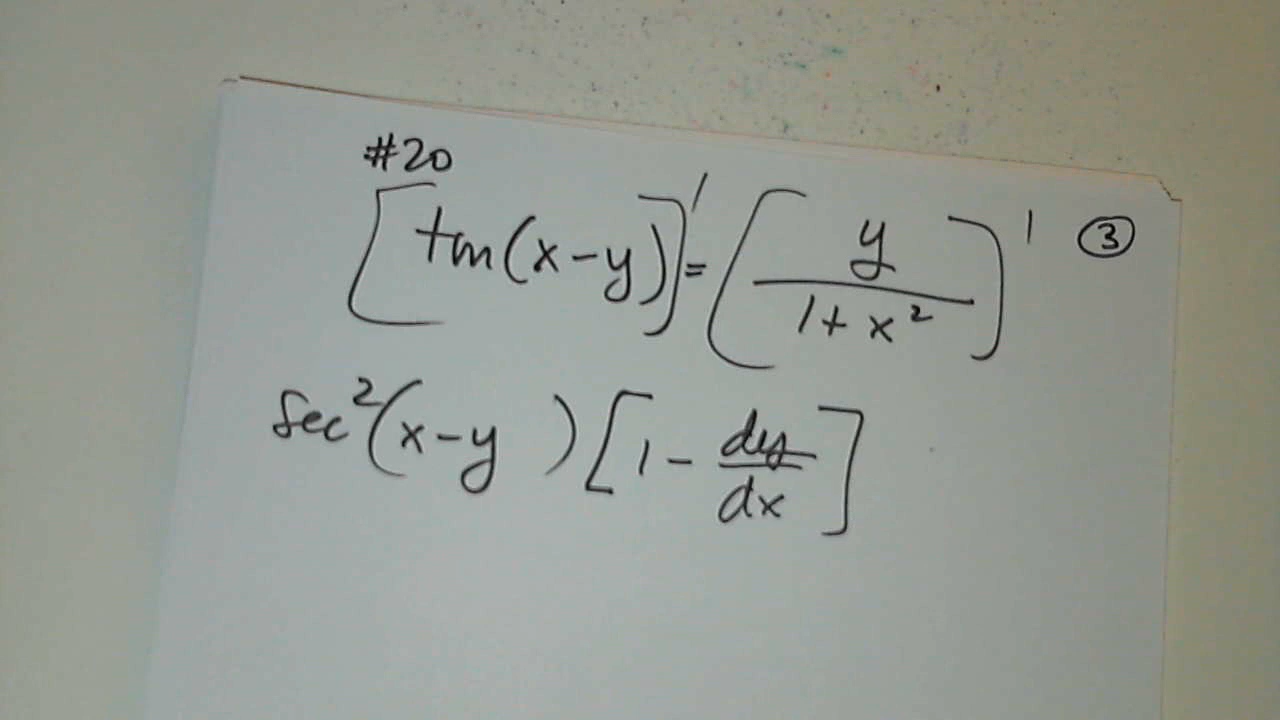 #20
[tan(x-y)]' = (y/(1+x²))' ③
sec²(x-y)[1-dy/dx]